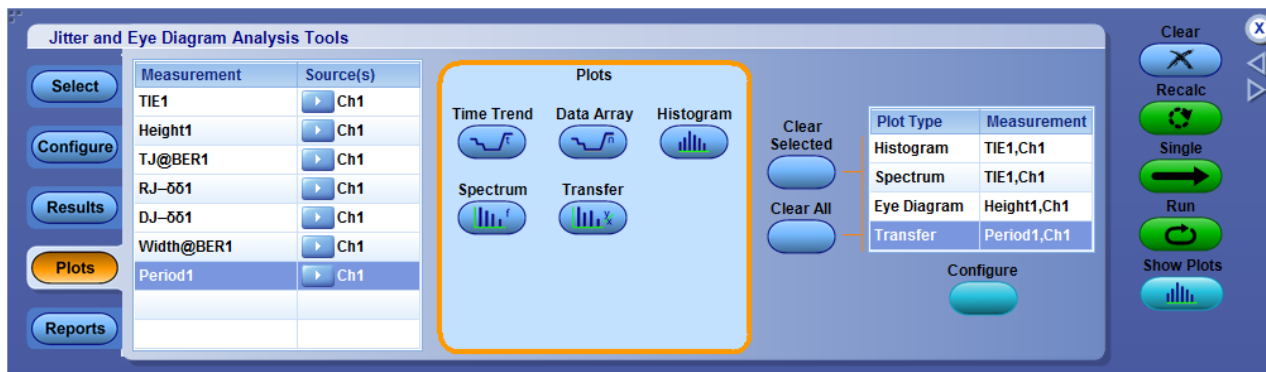 Jitter and Eye Diagram Analysis Tools
Select
Configure
Results
Plots
Reports
Measurement Source(s)
TIE1 Ch1
Height1 Ch1
TJ@BER1 Ch1
RJ–δδ1 Ch1
DJ–δδ1 Ch1
Width@BER1 Ch1
Period1 Ch1
Plots
Time Trend Data Array Histogram
t n
Spectrum Transfer
f y/x
Clear
Selected
Clear All
Plot Type Measurement
Histogram TIE1,Ch1
Spectrum TIE1,Ch1
Eye Diagram Height1,Ch1
Transfer Period1,Ch1
Configure
Clear
X
Recalc
Single
Run
Show Plots